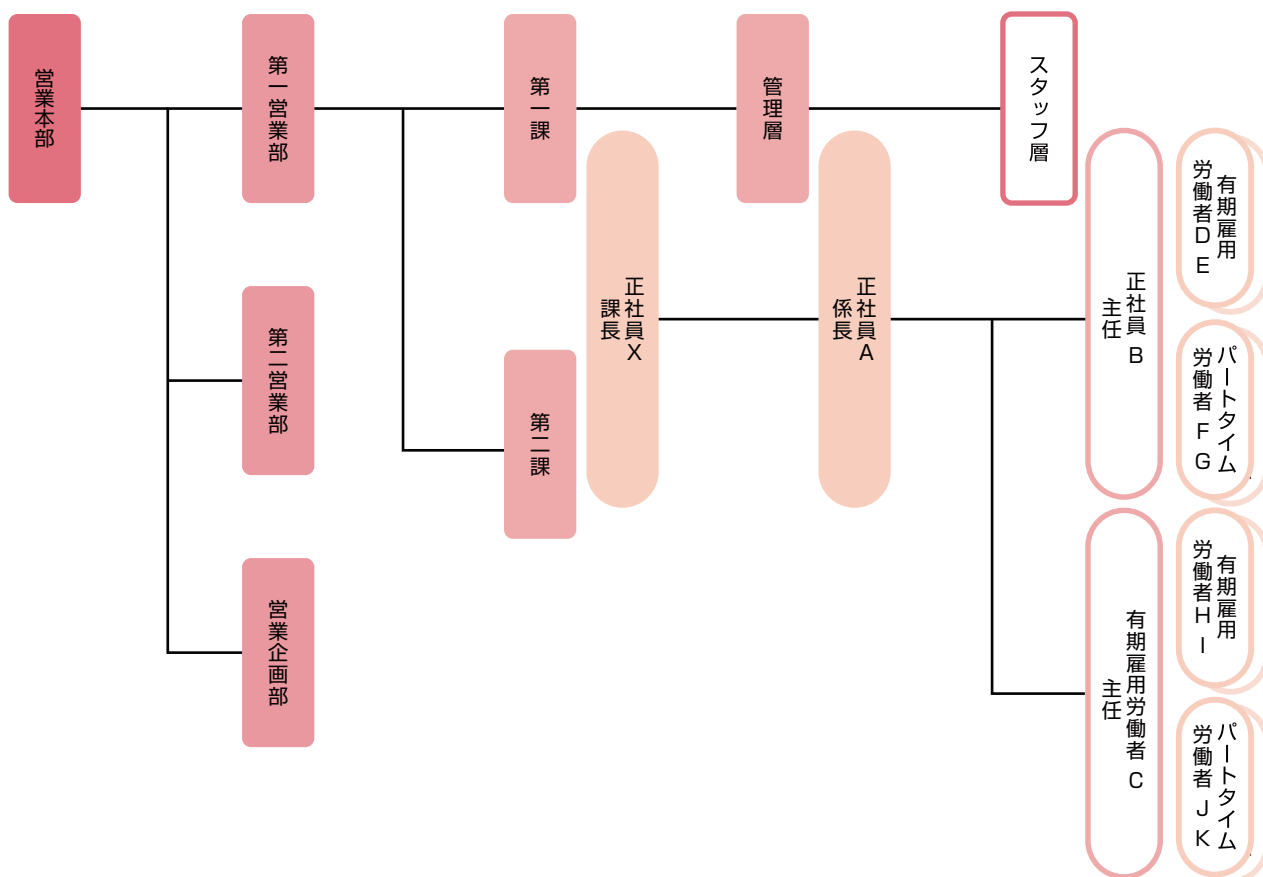 営業本部
第一営業部
第二営業部
営業企画部
第一課
第二課
管理層
スタッフ層
正社員X
課長
正社員A
係長
正社員 B
主任
有期雇用労働者 C
主任
有期雇用
労働者D E
パートタイム
労働者 F G
有期雇用
労働者H I
パートタイム
労働者 J K